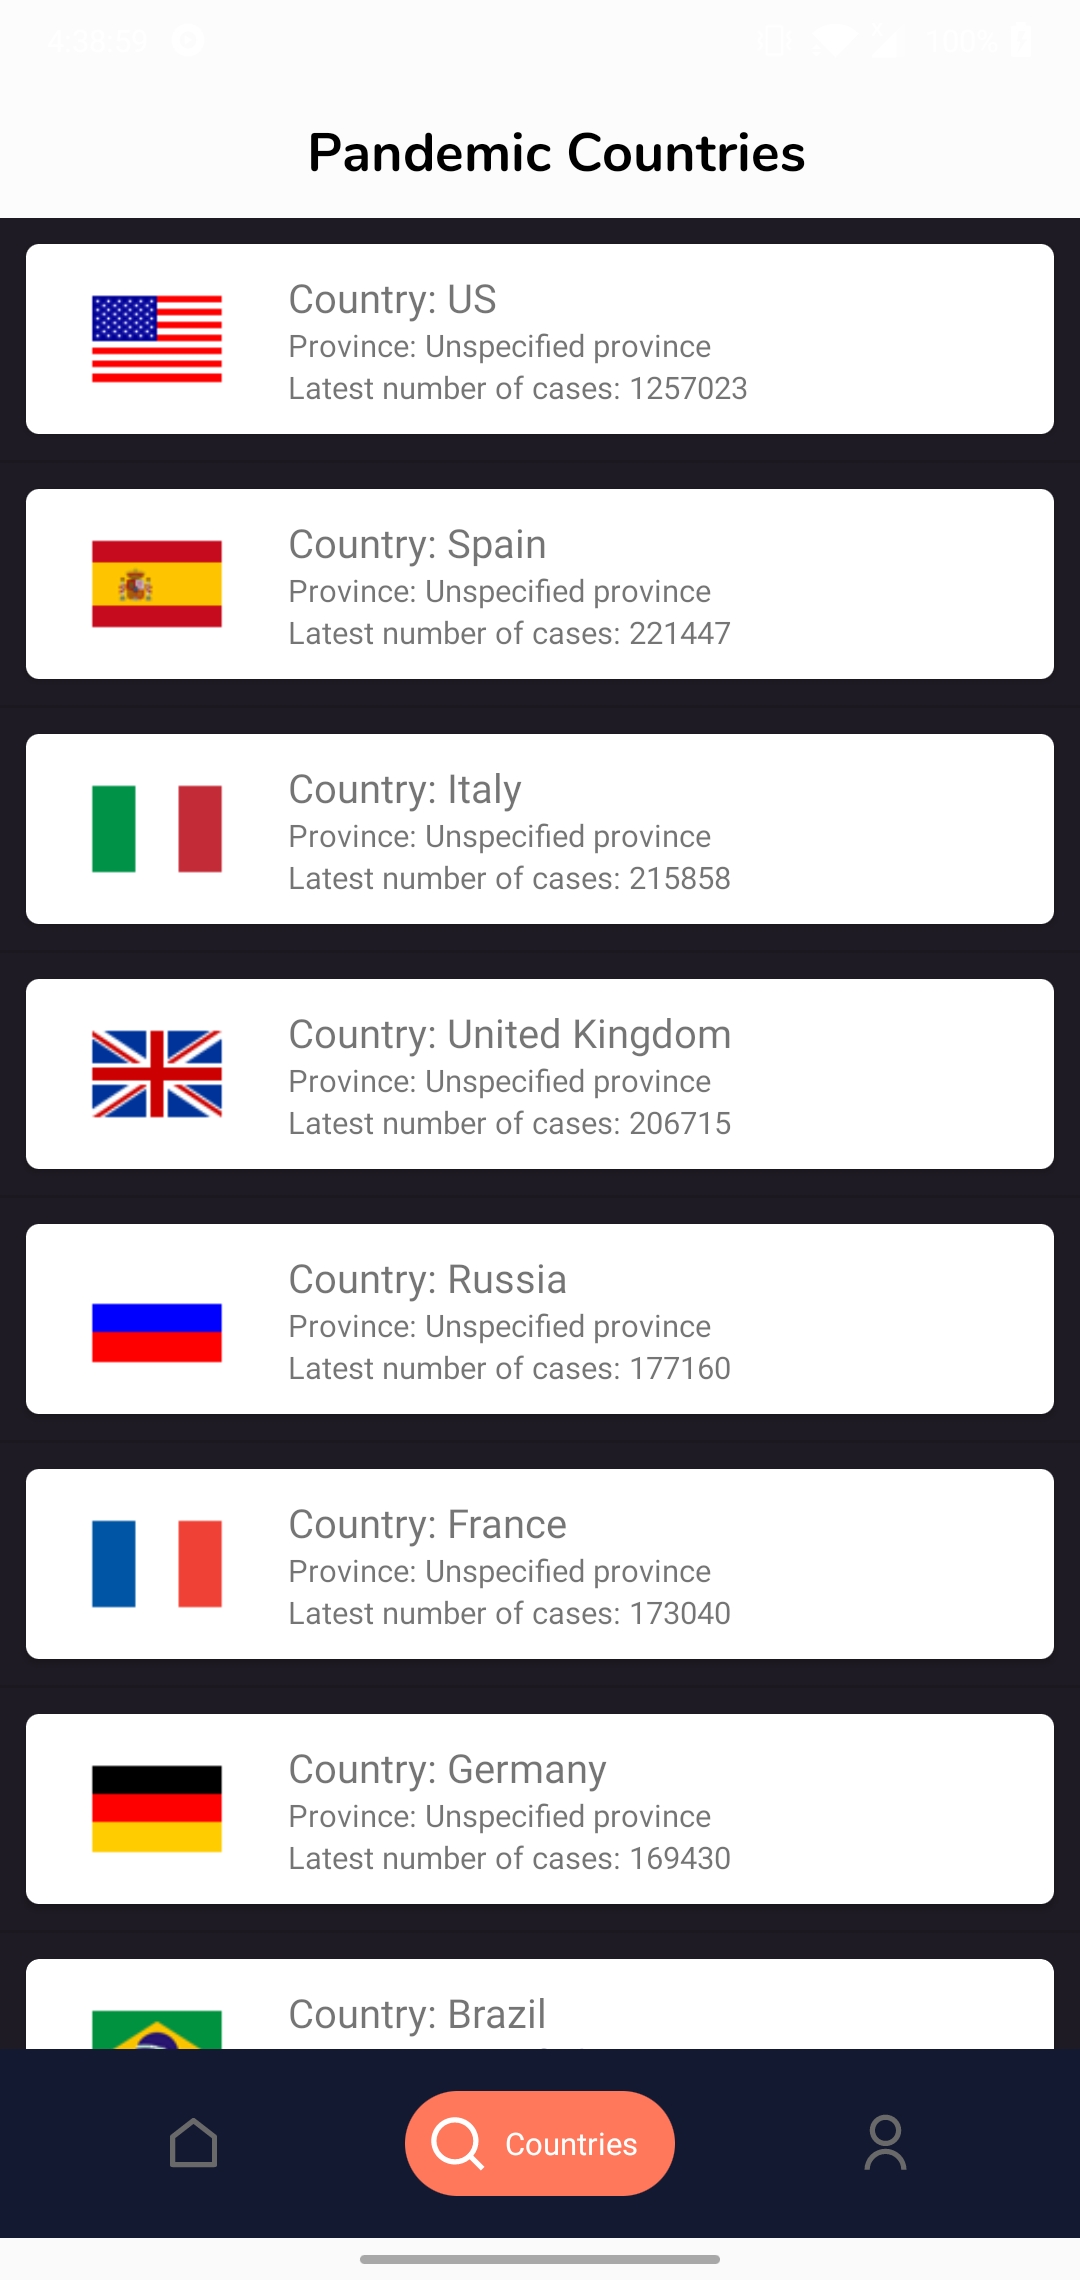 4:38:59
100%
Pandemic Countries
Country: US
Province: Unspecified province
Latest number of cases: 1257023
Country: Spain
Province: Unspecified province
Latest number of cases: 221447
Country: Italy
Province: Unspecified province
Latest number of cases: 215858
Country: United Kingdom
Province: Unspecified province
Latest number of cases: 206715
Country: Russia
Province: Unspecified province
Latest number of cases: 177160
Country: France
Province: Unspecified province
Latest number of cases: 173040
Country: Germany
Province: Unspecified province
Latest number of cases: 169430
Country: Brazil
Countries